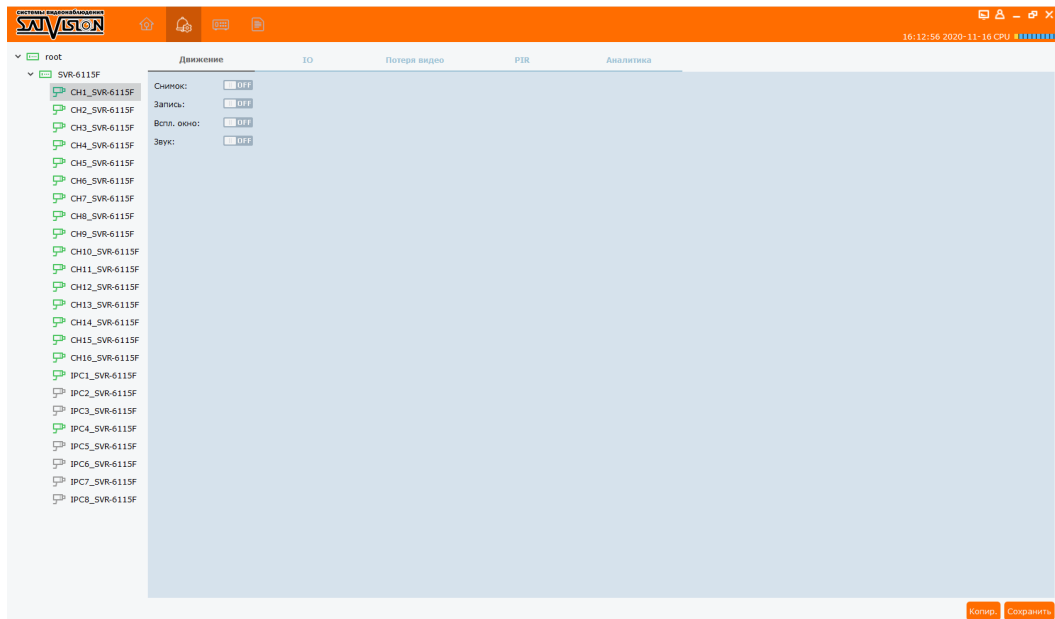 системы видеонаблюдения
SATVISION
16:12:56 2020-11-16 CPU
root
SVR-6115F
CH1_SVR-6115F
CH2_SVR-6115F
CH3_SVR-6115F
CH4_SVR-6115F
CH5_SVR-6115F
CH6_SVR-6115F
CH7_SVR-6115F
CH8_SVR-6115F
CH9_SVR-6115F
CH10_SVR-6115F
CH11_SVR-6115F
CH12_SVR-6115F
CH13_SVR-6115F
CH14_SVR-6115F
CH15_SVR-6115F
CH16_SVR-6115F
IPC1_SVR-6115F
IPC2_SVR-6115F
IPC3_SVR-6115F
IPC4_SVR-6115F
IPC5_SVR-6115F
IPC6_SVR-6115F
IPC7_SVR-6115F
IPC8_SVR-6115F
Движение IO Потеря видео PIR Аналитика
Снимок: OFF
Запись: OFF
Вспл. окно: OFF
Звук: OFF
Копир. Сохранить